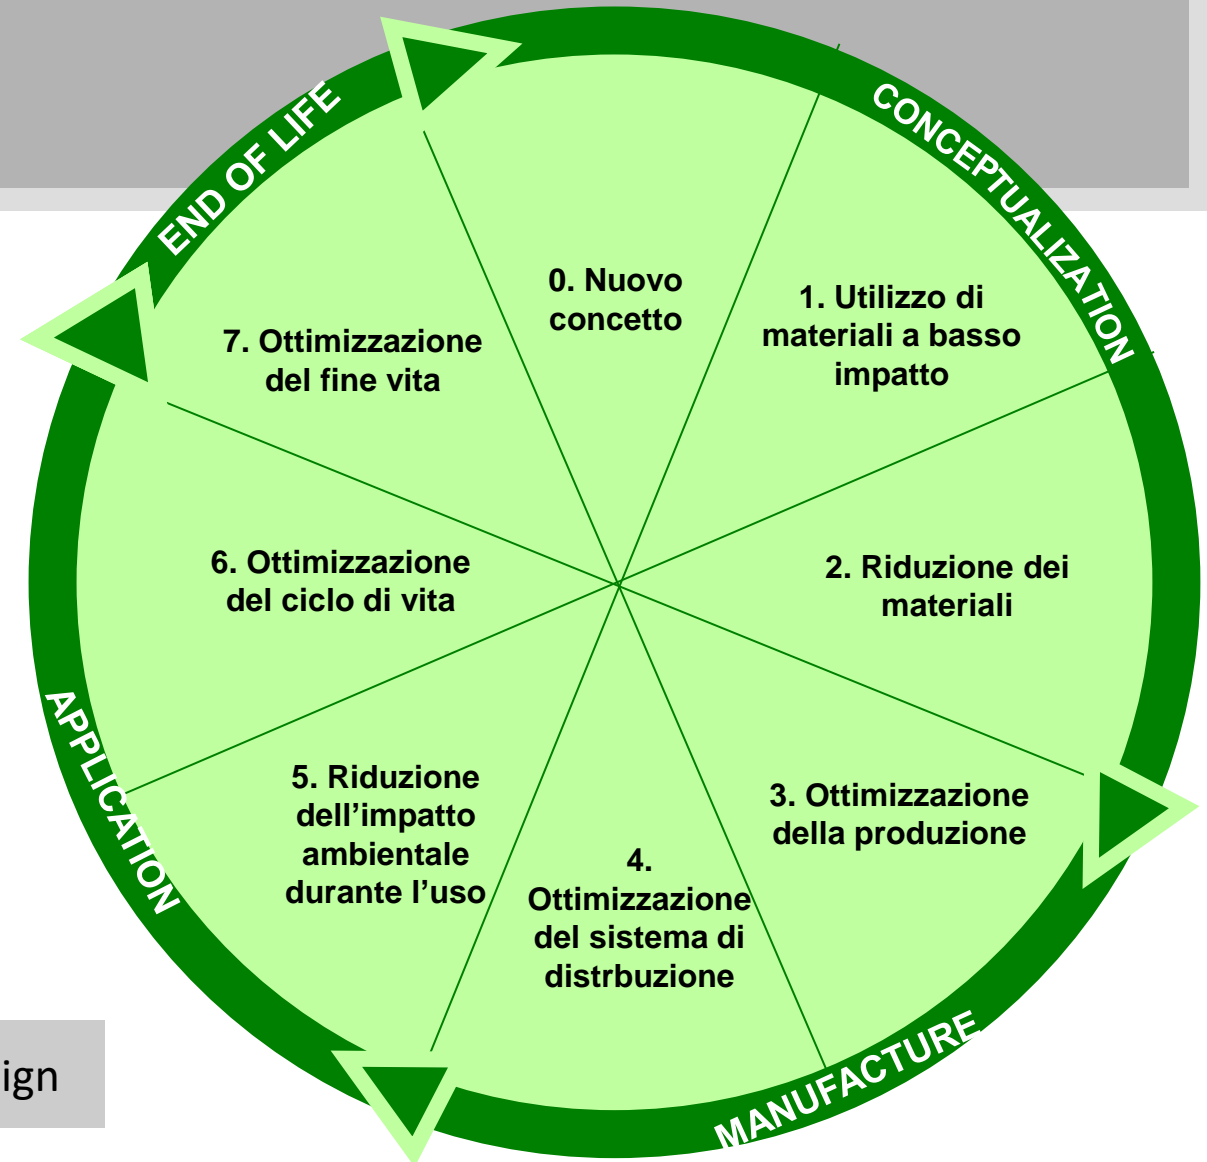 END OF LIFE
CONCEPTUALIZATION
0. Nuovo
concetto
1. Utilizzo di
materiali a basso
impatto
7. Ottimizzazione
del fine vita
6. Ottimizzazione
del ciclo di vita
2. Riduzione dei
materiali
5. Riduzione
dell’impatto
ambientale
durante l’uso
3. Ottimizzazione
della produzione
4.
Ottimizzazione
del sistema di
distrbuzione
APPLICATION
MANUFACTURE
ign